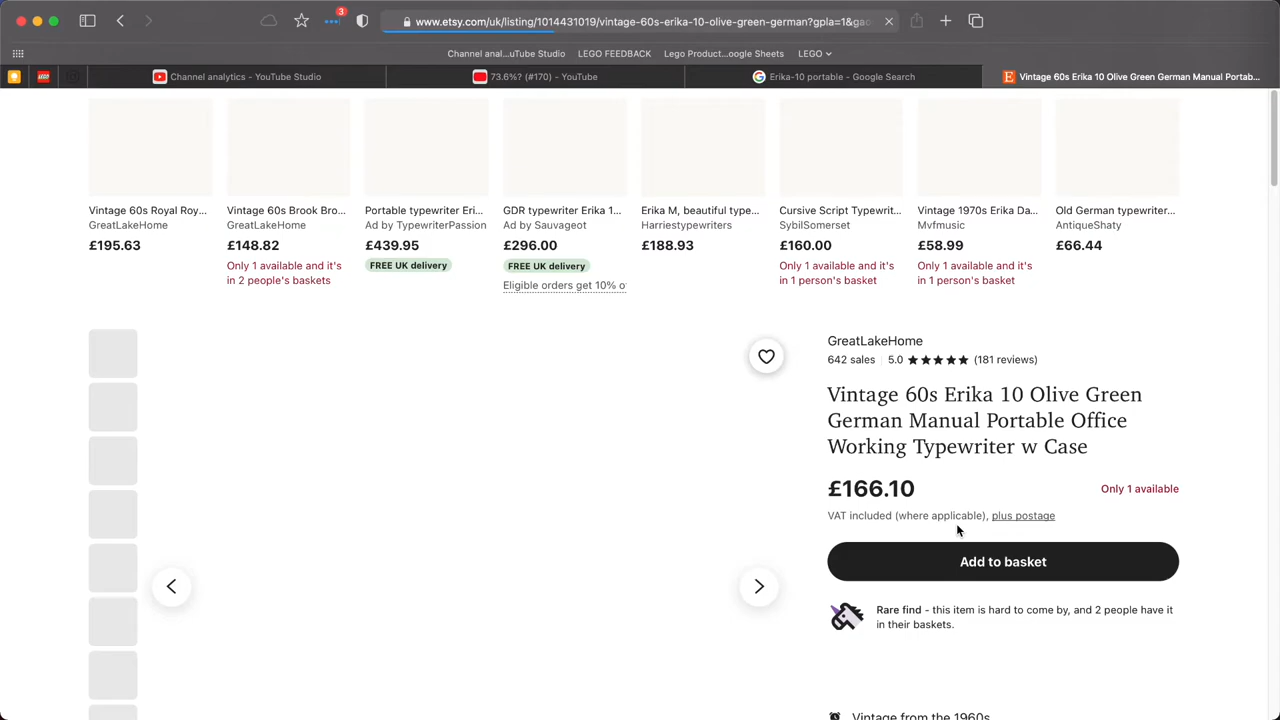 3
www.etsy.com/uk/listing/1014431019/vintage-60s-erika-10-olive-green-german?gpla=1&gao
Channel anal...uTube Studio LEGO FEEDBACK Lego Product...oogle Sheets LEGO
Channel analytics - YouTube Studio
73.6%? (#170) - YouTube
Erika-10 portable - Google Search
Vintage 60s Erika 10 Olive Green German Manual Portab...
Vintage 60s Royal Roy...
GreatLakeHome
£195.63
Vintage 60s Brook Bro...
GreatLakeHome
£148.82
Only 1 available and it's
in 2 people's baskets
Portable typewriter Eri...
Ad by TypewriterPassion
£439.95
FREE UK delivery
GDR typewriter Erika 1...
Ad by Sauvageot
£296.00
FREE UK delivery
Eligible orders get 10% o
Erika M, beautiful type...
Harriestypewriters
£188.93
Cursive Script Typewrit...
SybilSomerset
£160.00
Only 1 available and it's
in 1 person's basket
Vintage 1970s Erika Da...
Mvfmusic
£58.99
Only 1 available and it's
in 1 person's basket
Old German typewriter...
AntiqueShaty
£66.44
GreatLakeHome
642 sales 5.0 ★★★★★ (181 reviews)
Vintage 60s Erika 10 Olive Green
German Manual Portable Office
Working Typewriter w Case
£166.10
Only 1 available
VAT included (where applicable), plus postage
Add to basket
Rare find - this item is hard to come by, and 2 people have it
in their baskets.
Vintage from the 1960s